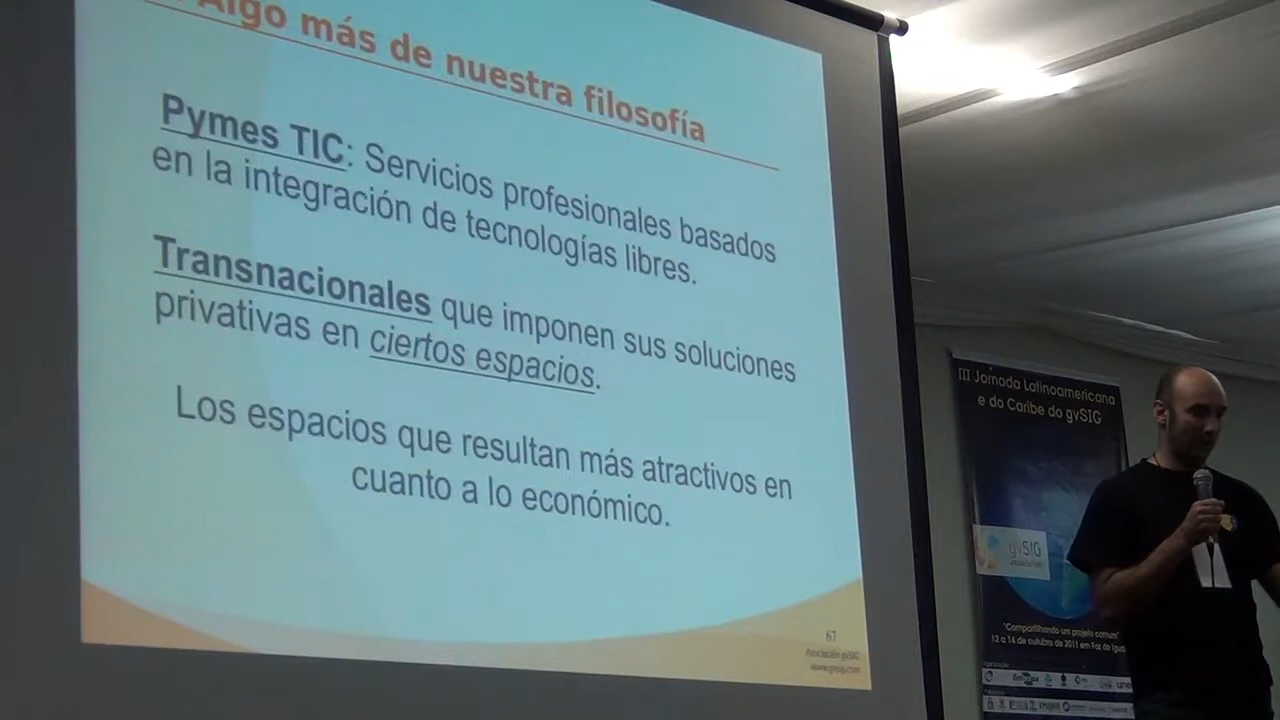 Algo más de nuestra filosofía
Pymes TIC: Servicios profesionales basados
en la integración de tecnologías libres.
Transnacionales que imponen sus soluciones
privativas en ciertos espacios.
Los espacios que resultan más atractivos en
cuanto a lo económico.
67
Asociación gvSIG
www.gvsig.com
III Jornada Latinoamericana
e do Caribe do gvSIG
gvSIG
association
"Compartilhando um projeto comum"
12 a 14 de outubro de 2011 em Foz do Igua